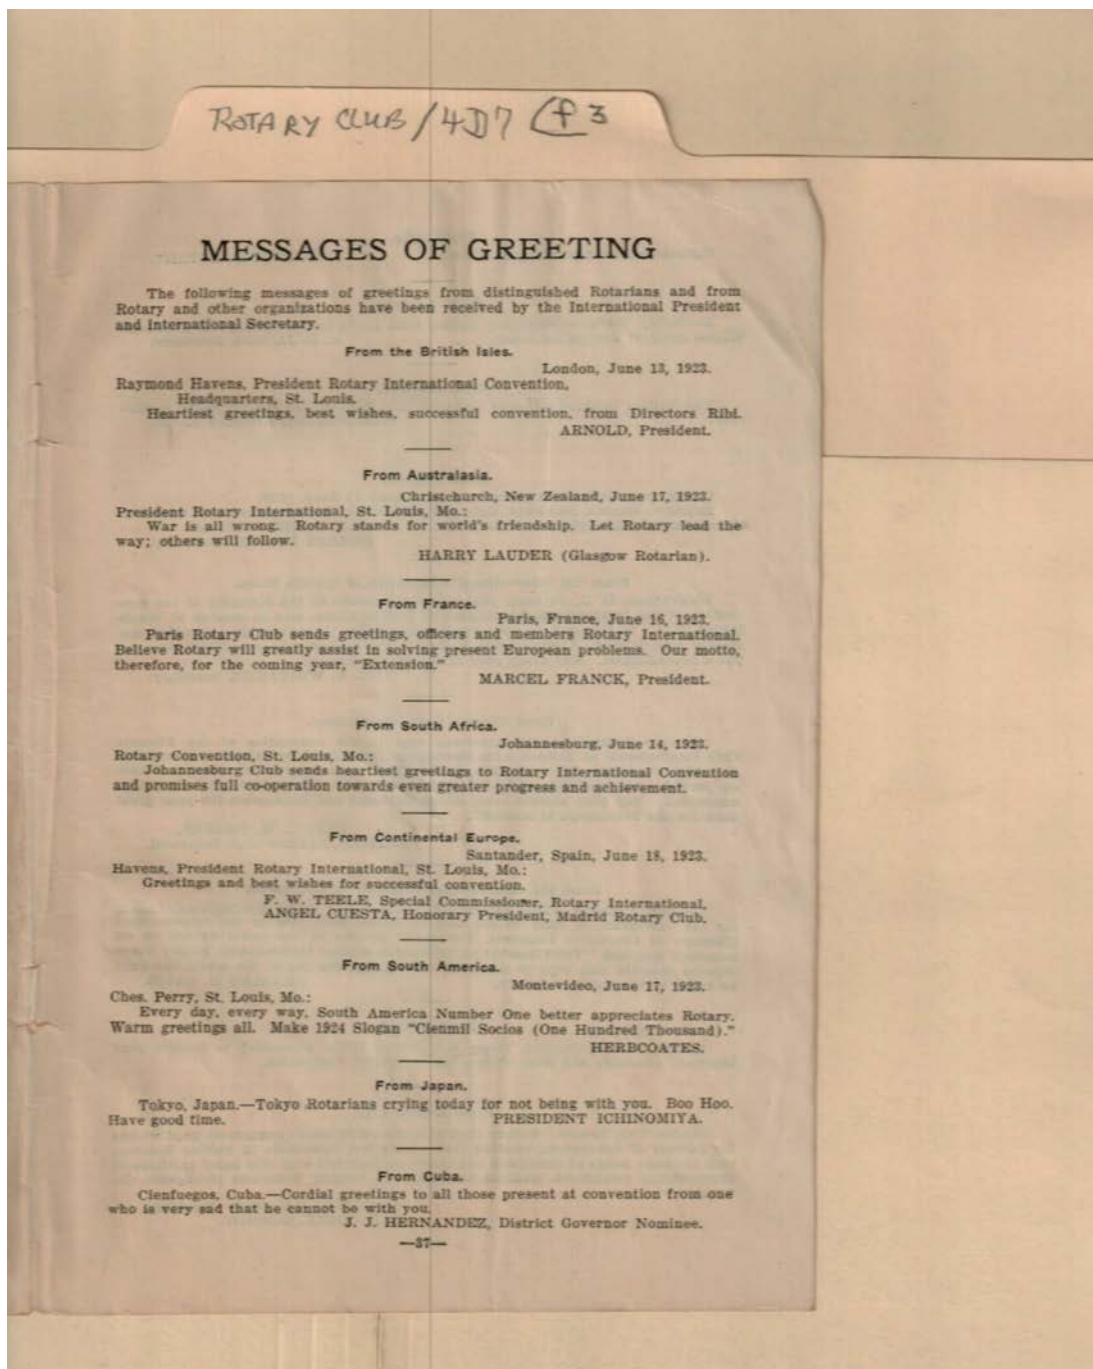 ROTARY CLUB / 4D7 f3
MESSAGES OF GREETING
The following messages of greetings from distinguished Rotarians and from
Rotary and other organizations have been received by the International President
and International Secretary.
From the British Isles.
London, June 13, 1923.
Raymond Havens, President Rotary International Convention,
Headquarters, St. Louis.
Heartiest greetings, best wishes, successful convention, from Directors Ribi.
ARNOLD, President.
From Australasia.
Christchurch, New Zealand, June 17, 1923.
President Rotary International, St. Louis, Mo.:
War is all wrong. Rotary stands for world's friendship. Let Rotary lead the
way; others will follow.
HARRY LAUDER (Glasgow Rotarian).
From France.
Paris, France, June 16, 1923.
Paris Rotary Club sends greetings, officers and members Rotary International.
Believe Rotary will greatly assist in solving present European problems. Our motto,
therefore, for the coming year, "Extension."
MARCEL FRANCK, President.
From South Africa.
Johannesburg, June 14, 1923.
Rotary Convention, St. Louis, Mo.:
Johannesburg Club sends heartiest greetings to Rotary International Convention
and promises full co-operation towards even greater progress and achievement.
From Continental Europe.
Santander, Spain, June 18, 1923.
Havens, President Rotary International, St. Louis, Mo.:
Greetings and best wishes for successful convention.
F. W. TEELE, Special Commissioner, Rotary International,
ANGEL CUESTA, Honorary President, Madrid Rotary Club.
From South America.
Montevideo, June 17, 1923.
Ches. Perry, St. Louis, Mo.:
Every day, every way, South America Number One better appreciates Rotary.
Warm greetings all. Make 1924 Slogan "Cienmil Socios (One Hundred Thousand)."
HERBCOATES.
From Japan.
Tokyo, Japan.—Tokyo Rotarians crying today for not being with you. Boo Hoo.
Have good time. PRESIDENT ICHINOMIYA.
From Cuba.
Cienfuegos, Cuba.—Cordial greetings to all those present at convention from one
who is very sad that he cannot be with you.
J. J. HERNANDEZ, District Governor Nominee.
—37—